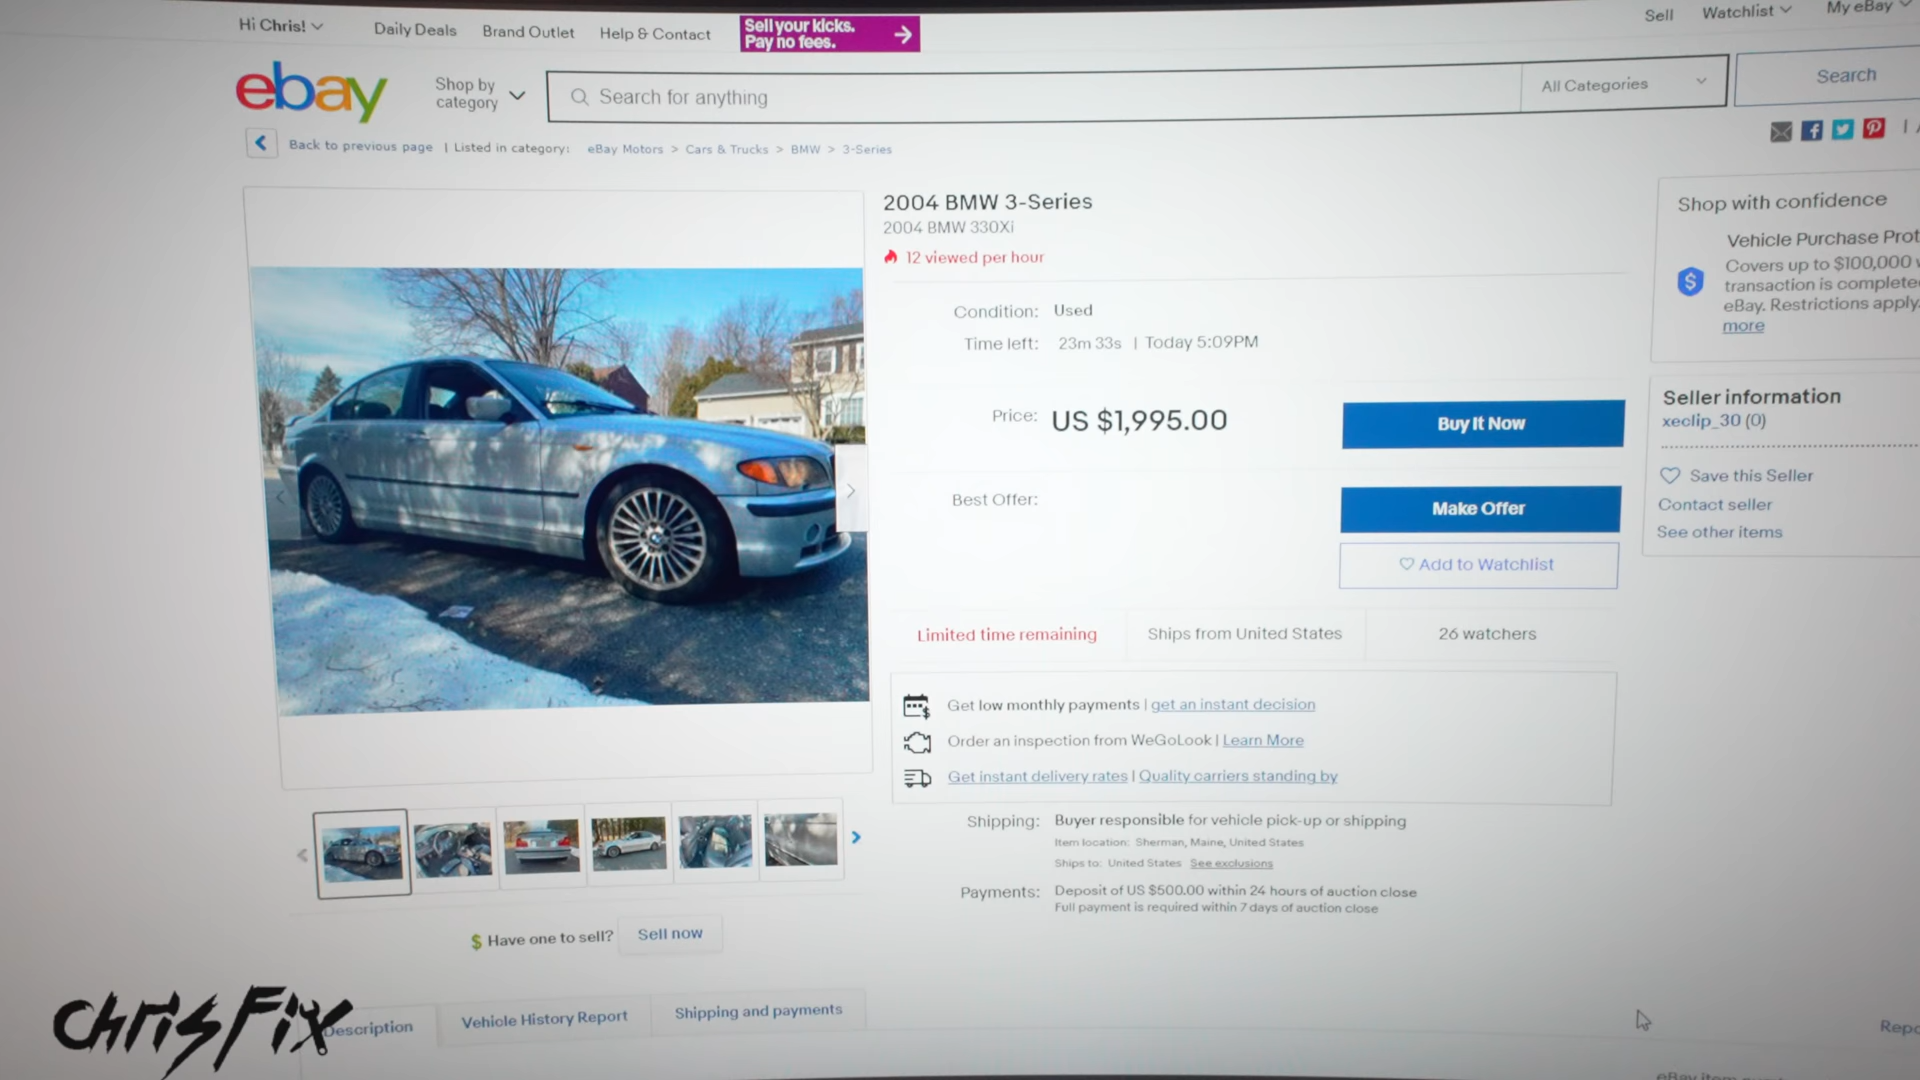 Hi Chris!
Daily Deals
Brand Outlet
Help & Contact
Sell your kicks.
Pay no fees.
Sell
Watchlist
My eBay
ebay
Shop by
category
Search for anything
All Categories
Search
Back to previous page | Listed in category: eBay Motors > Cars & Trucks > BMW > 3-Series
2004 BMW 3-Series
2004 BMW 330Xi
12 viewed per hour
Condition: Used
Time left: 23m 33s | Today 5:09PM
Price: US $1,995.00
Buy It Now
Best Offer:
Make Offer
Add to Watchlist
Limited time remaining
Ships from United States
26 watchers
Get low monthly payments | get an instant decision
Order an inspection from WeGoLook | Learn More
Get instant delivery rates | Quality carriers standing by
Shipping: Buyer responsible for vehicle pick-up or shipping
Item location: Sherman, Maine, United States
Ships to: United States See exclusions
Payments: Deposit of US $500.00 within 24 hours of auction close
Full payment is required within 7 days of auction close
Shop with confidence
Vehicle Purchase Prot
Covers up to $100,000
transaction is complete
eBay. Restrictions apply.
more
Seller information
xeclip_30 (0)
Save this Seller
Contact seller
See other items
$ Have one to sell? Sell now
Description
Vehicle History Report
Shipping and payments
Repo
ChrisFix